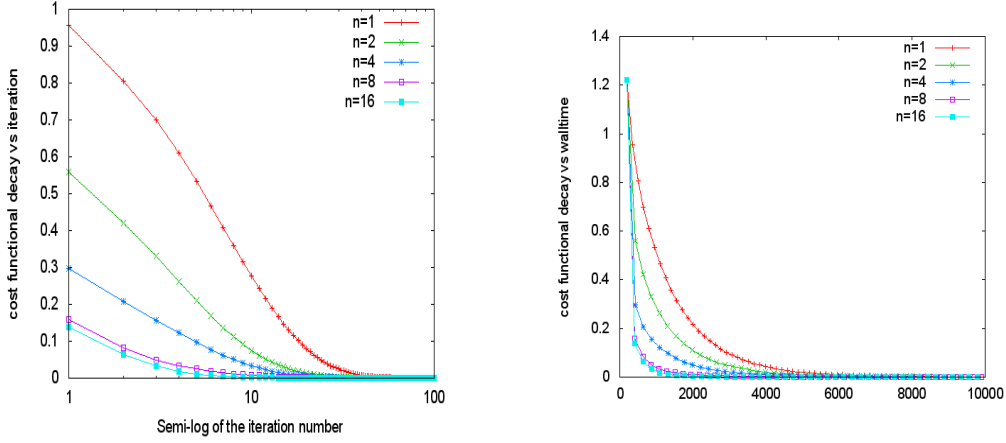 cost functional decay vs iteration
1
0.9
0.8
0.7
0.6
0.5
0.4
0.3
0.2
0.1
0
n=1
n=2
n=4
n=8
n=16
1
10
100
Semi-log of the iteration number
cost functional decay vs walltime
1.4
1.2
1
0.8
0.6
0.4
0.2
0
n=1
n=2
n=4
n=8
n=16
0
2000
4000
6000
8000
10000